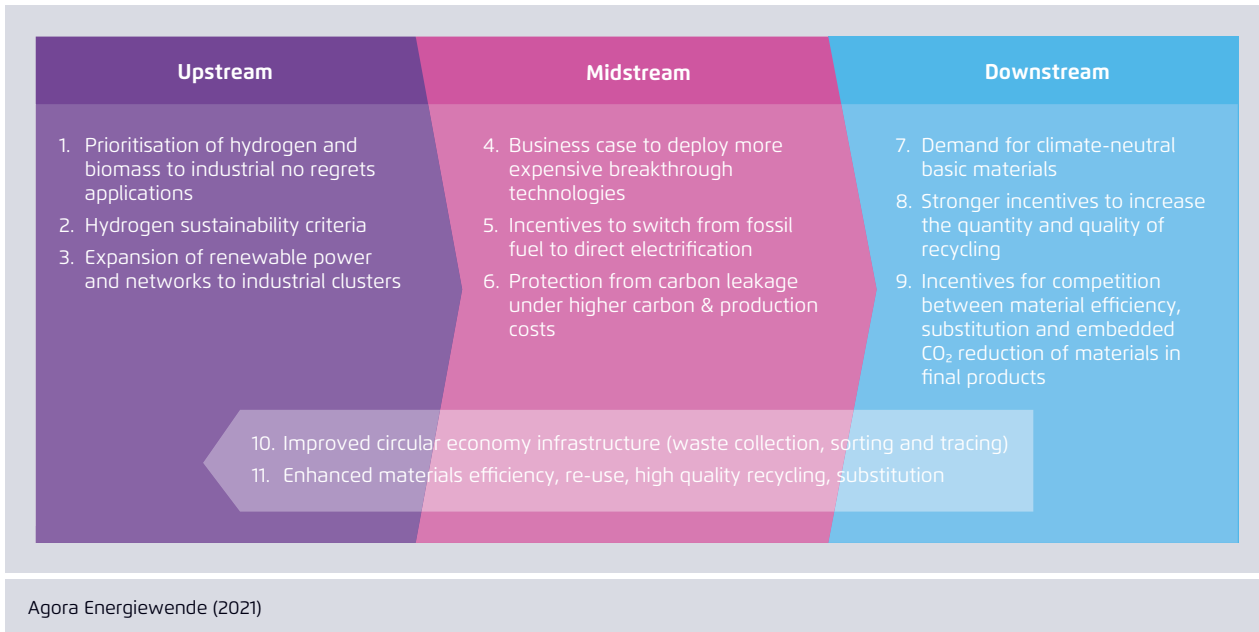 Upstream
1. Prioritisation of hydrogen and
biomass to industrial no regrets
applications
2. Hydrogen sustainability criteria
3. Expansion of renewable power
and networks to industrial clusters
Midstream
4. Business case to deploy more
expensive breakthrough
technologies
5. Incentives to switch from fossil
fuel to direct electrification
6. Protection from carbon leakage
under higher carbon & production
costs
Downstream
7. Demand for climate-neutral
basic materials
8. Stronger incentives to increase
the quantity and quality of
recycling
9. Incentives for competition
between material efficiency,
substitution and embedded
CO₂ reduction of materials in
final products
10. Improved circular economy infrastructure (waste collection, sorting and tracing)
11. Enhanced materials efficiency, re-use, high quality recycling, substitution
Agora Energiewende (2021)